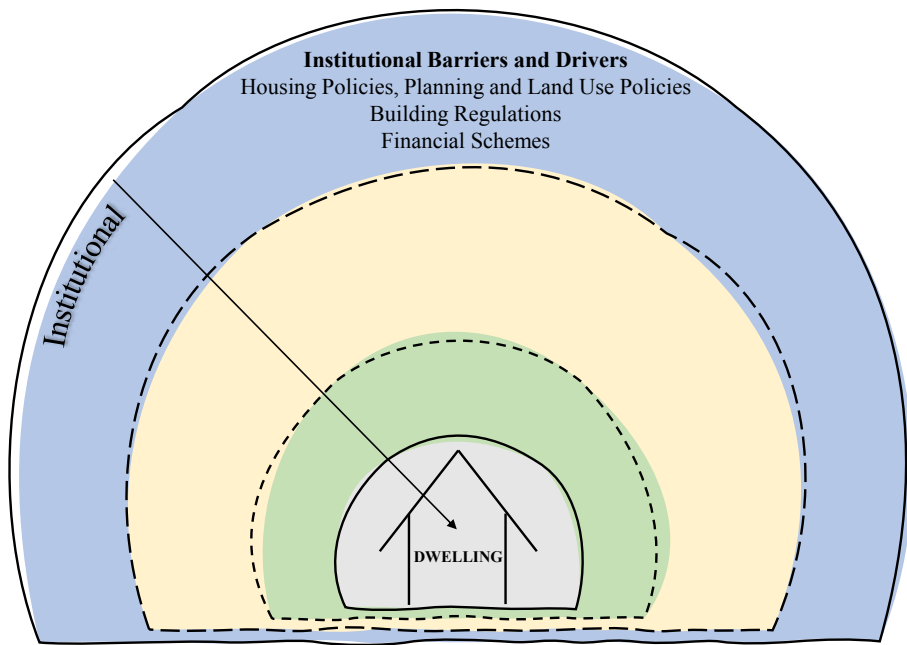 Institutional Barriers and Drivers
Housing Policies, Planning and Land Use Policies
Building Regulations
Financial Schemes
Institutional
DWELLING